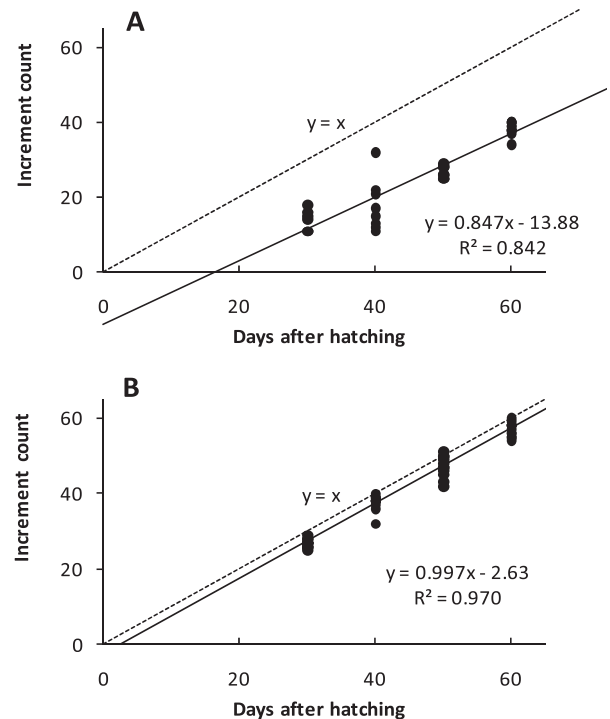 A
60
40
20
0
Increment count
y = x
y = 0.847x - 13.88
R² = 0.842
0 20 40 60
Days after hatching
B
60
40
20
0
Increment count
y = x
y = 0.997x - 2.63
R² = 0.970
0 20 40 60
Days after hatching